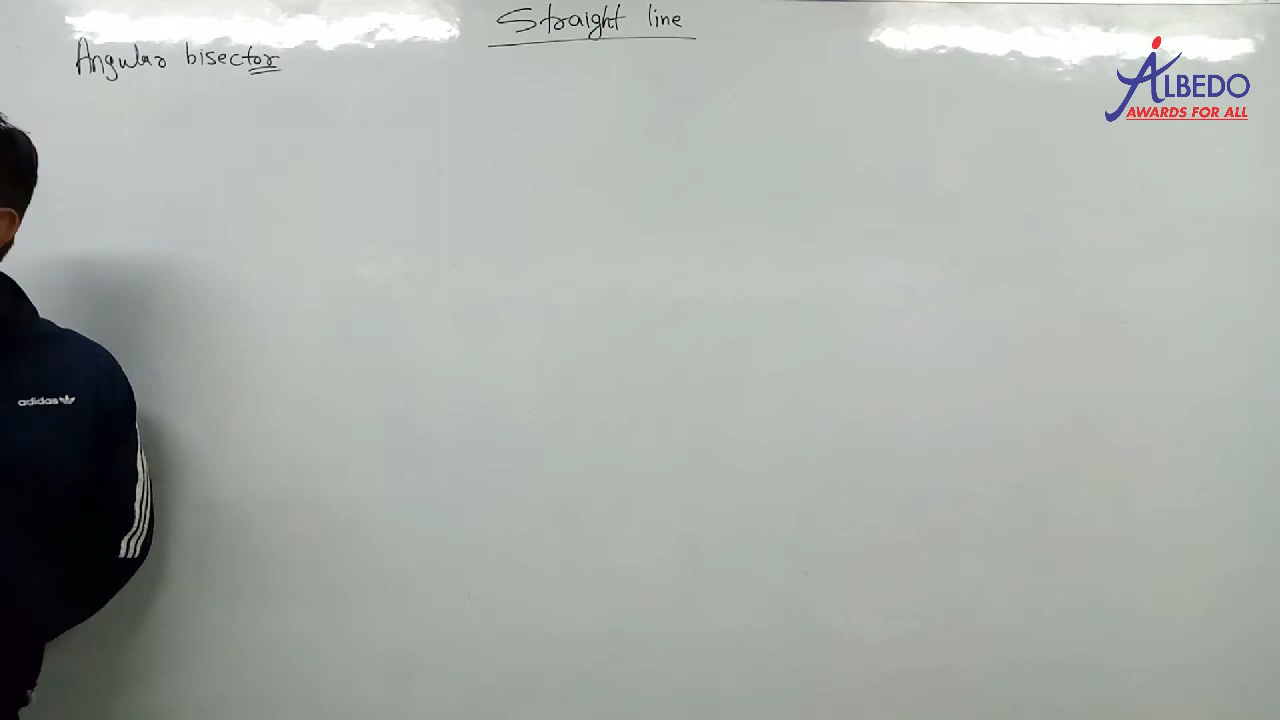 Straight line
Angular bisector
ALBEDO
AWARDS FOR ALL
adidas